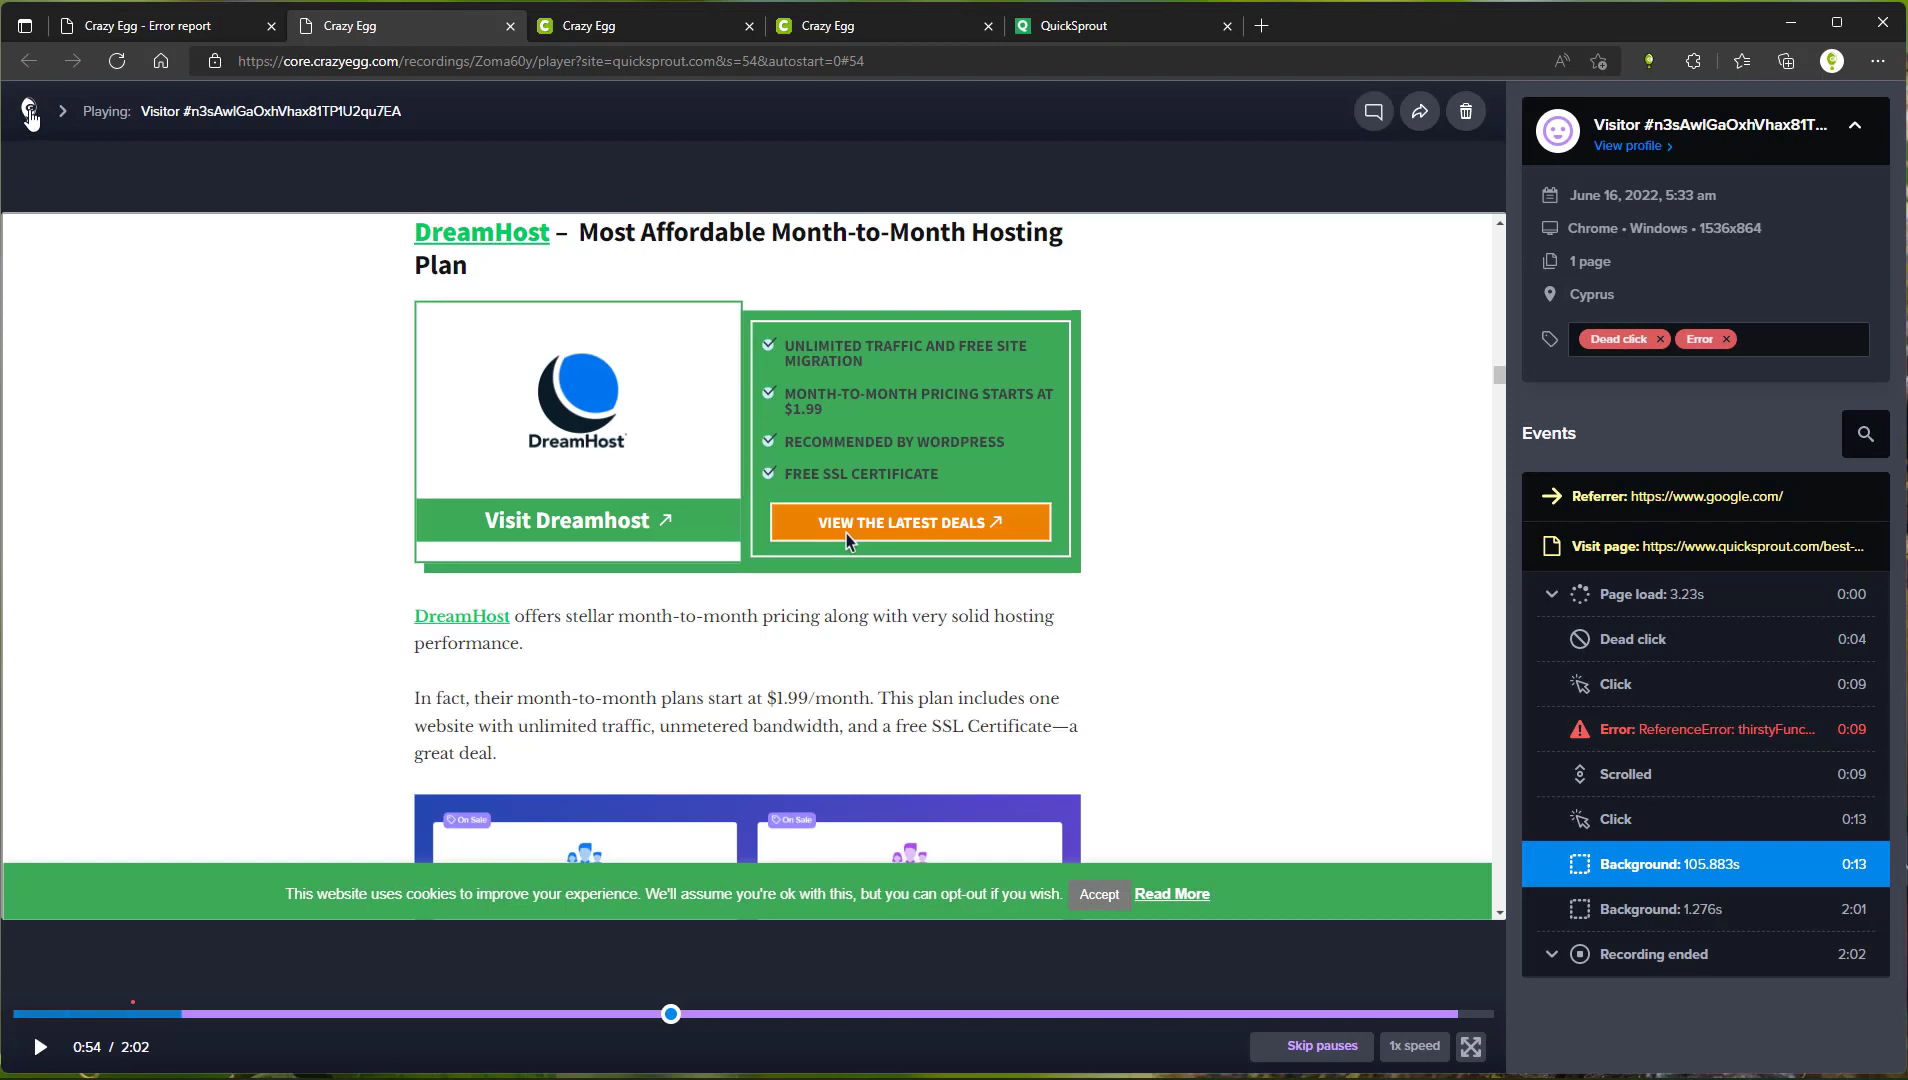 Crazy Egg - Error report
Crazy Egg
Crazy Egg
Crazy Egg
QuickSprout
https://core.crazyegg.com/recordings/Zoma60y/player?site=quicksprout.com&s=54&autostart=0#54
Playing: Visitor #n3sAwlGaOxhVhax81TP1U2qu7EA
DreamHost – Most Affordable Month-to-Month Hosting
Plan
DreamHost
Visit Dreamhost
UNLIMITED TRAFFIC AND FREE SITE
MIGRATION
MONTH-TO-MONTH PRICING STARTS AT
$1.99
RECOMMENDED BY WORDPRESS
FREE SSL CERTIFICATE
VIEW THE LATEST DEALS
DreamHost offers stellar month-to-month pricing along with very solid hosting
performance.
In fact, their month-to-month plans start at $1.99/month. This plan includes one
website with unlimited traffic, unmetered bandwidth, and a free SSL Certificate—a
great deal.
On Sale
On Sale
This website uses cookies to improve your experience. We'll assume you're ok with this, but you can opt-out if you wish. Accept Read More
0:54 / 2:02
Skip pauses
1x speed
Visitor #n3sAwlGaOxhVhax81T...
View profile
June 16, 2022, 5:33 am
Chrome • Windows • 1536x864
1 page
Cyprus
Dead click × Error ×
Events
Referrer: https://www.google.com/
Visit page: https://www.quicksprout.com/best-...
Page load: 3.23s 0:00
Dead click 0:04
Click 0:09
Error: ReferenceError: thirstyFunc... 0:09
Scrolled 0:09
Click 0:13
Background: 105.883s 0:13
Background: 1.276s 2:01
Recording ended 2:02